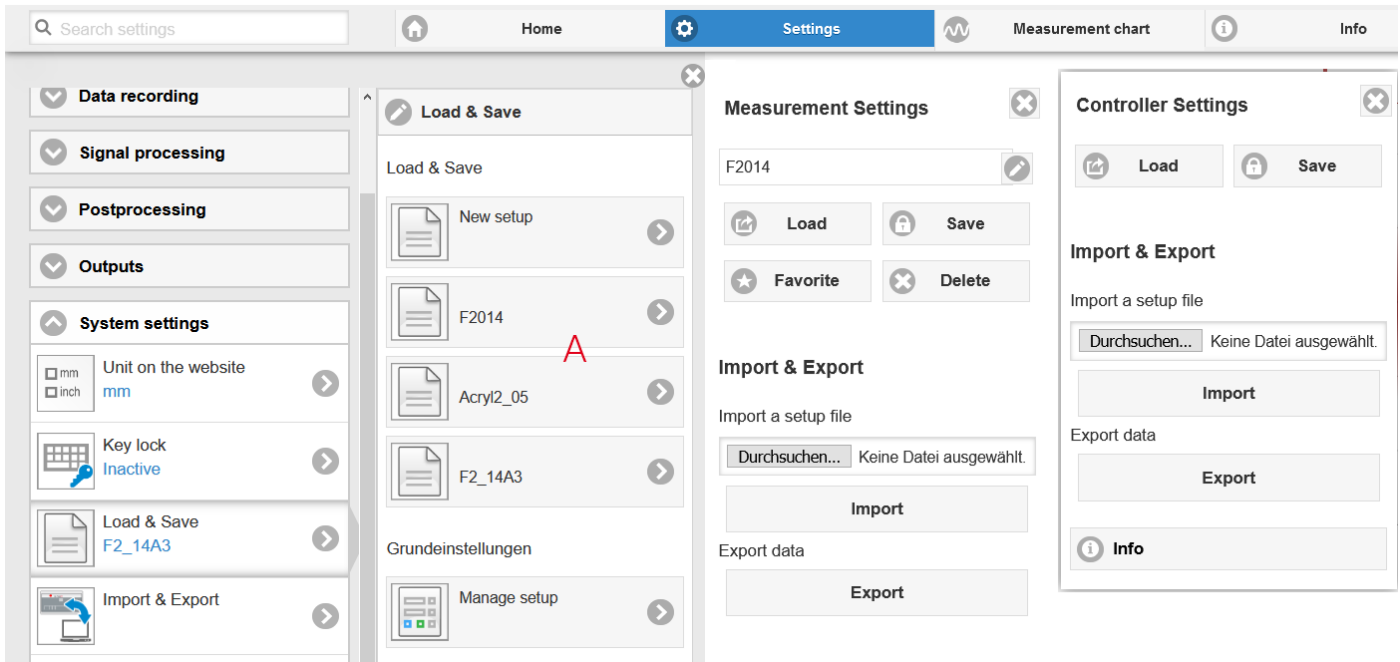 Search settings
Home
Settings
Measurement chart
Info
Data recording
Signal processing
Postprocessing
Outputs
System settings
mm
inch
Unit on the website
mm
Key lock
Inactive
Load & Save
F2_14A3
Import & Export
Load & Save
Load & Save
New setup
F2014
A
Acryl2_05
F2_14A3
Grundeinstellungen
Manage setup
Measurement Settings
F2014
Load
Save
Favorite
Delete
Import & Export
Import a setup file
Durchsuchen... Keine Datei ausgewählt.
Import
Export data
Export
Controller Settings
Load
Save
Import & Export
Import a setup file
Durchsuchen... Keine Datei ausgewählt.
Import
Export data
Export
Info